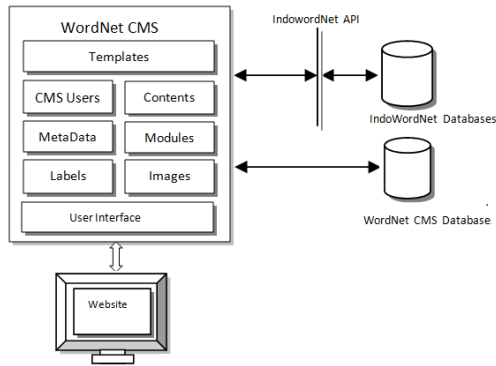 WordNet CMS
Templates
CMS Users
Contents
MetaData
Modules
Labels
Images
User Interface
IndowordNet API
IndoWordNet Databases
WordNet CMS Database
Website